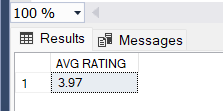 100 %
Results Messages
AVG RATING
1 3.97